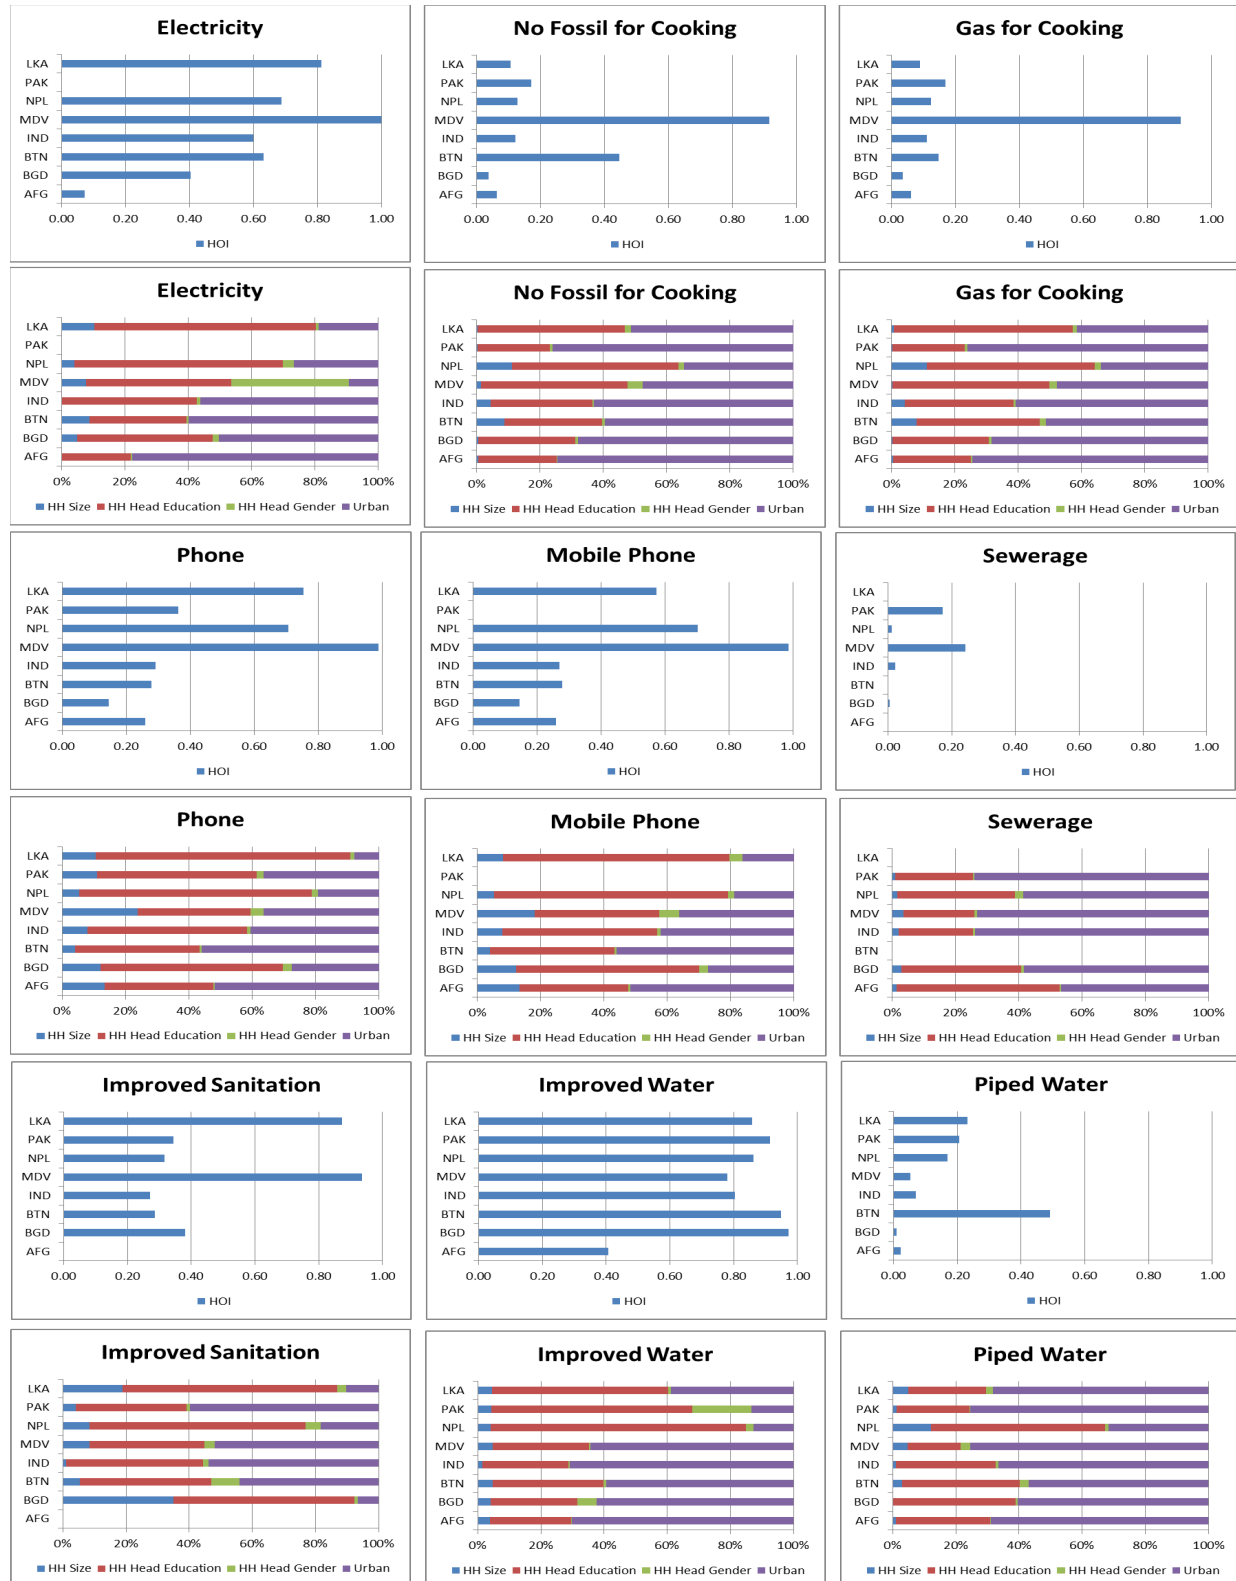 Electricity
LKA
PAK
NPL
MDV
IND
BTN
BGD
AFG
0.00 0.20 0.40 0.60 0.80 1.00
HOI
No Fossil for Cooking
LKA
PAK
NPL
MDV
IND
BTN
BGD
AFG
0.00 0.20 0.40 0.60 0.80 1.00
HOI
Gas for Cooking
LKA
PAK
NPL
MDV
IND
BTN
BGD
AFG
0.00 0.20 0.40 0.60 0.80 1.00
HOI
Electricity
LKA
PAK
NPL
MDV
IND
BTN
BGD
AFG
0% 20% 40% 60% 80% 100%
HH Size HH Head Education HH Head Gender Urban
No Fossil for Cooking
LKA
PAK
NPL
MDV
IND
BTN
BGD
AFG
0% 20% 40% 60% 80% 100%
HH Size HH Head Education HH Head Gender Urban
Gas for Cooking
LKA
PAK
NPL
MDV
IND
BTN
BGD
AFG
0% 20% 40% 60% 80% 100%
HH Size HH Head Education HH Head Gender Urban
Phone
LKA
PAK
NPL
MDV
IND
BTN
BGD
AFG
0.00 0.20 0.40 0.60 0.80 1.00
HOI
Mobile Phone
LKA
PAK
NPL
MDV
IND
BTN
BGD
AFG
0.00 0.20 0.40 0.60 0.80 1.00
HOI
Sewerage
LKA
PAK
NPL
MDV
IND
BTN
BGD
AFG
0.00 0.20 0.40 0.60 0.80 1.00
HOI
Phone
LKA
PAK
NPL
MDV
IND
BTN
BGD
AFG
0% 20% 40% 60% 80% 100%
HH Size HH Head Education HH Head Gender Urban
Mobile Phone
LKA
PAK
NPL
MDV
IND
BTN
BGD
AFG
0% 20% 40% 60% 80% 100%
HH Size HH Head Education HH Head Gender Urban
Sewerage
LKA
PAK
NPL
MDV
IND
BTN
BGD
AFG
0% 20% 40% 60% 80% 100%
HH Size HH Head Education HH Head Gender Urban
Improved Sanitation
LKA
PAK
NPL
MDV
IND
BTN
BGD
AFG
0.00 0.20 0.40 0.60 0.80 1.00
HOI
Improved Water
LKA
PAK
NPL
MDV
IND
BTN
BGD
AFG
0.00 0.20 0.40 0.60 0.80 1.00
HOI
Piped Water
LKA
PAK
NPL
MDV
IND
BTN
BGD
AFG
0.00 0.20 0.40 0.60 0.80 1.00
HOI
Improved Sanitation
LKA
PAK
NPL
MDV
IND
BTN
BGD
AFG
0% 20% 40% 60% 80% 100%
HH Size HH Head Education HH Head Gender Urban
Improved Water
LKA
PAK
NPL
MDV
IND
BTN
BGD
AFG
0% 20% 40% 60% 80% 100%
HH Size HH Head Education HH Head Gender Urban
Piped Water
LKA
PAK
NPL
MDV
IND
BTN
BGD
AFG
0% 20% 40% 60% 80% 100%
HH Size HH Head Education HH Head Gender Urban